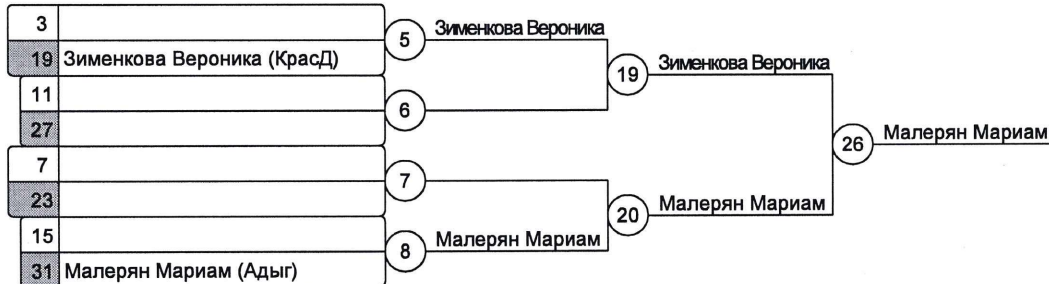 3
19 Зименкова Вероника (КрасД)
11
27
7
23
15
31 Малерян Мариам (Адыг)
5 Зименкова Вероника
6
7
8 Малерян Мариам
19 Зименкова Вероника
20 Малерян Мариам
26 Малерян Мариам